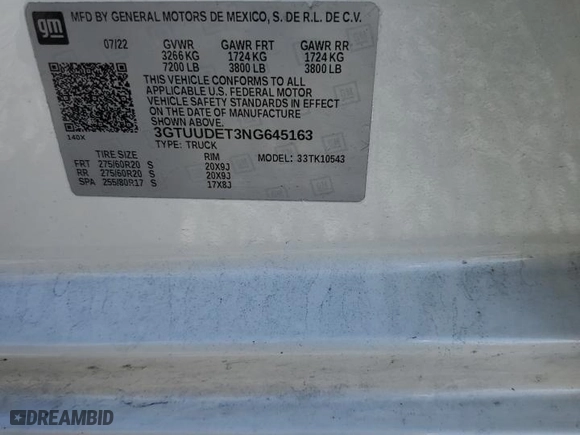 gm
MFD BY GENERAL MOTORS DE MEXICO, S. DE R.L. DE C.V.
07/22 GVWR GAWR FRT GAWR RR
3266 KG 1724 KG 1724 KG
7200 LB 3800 LB 3800 LB
THIS VEHICLE CONFORMS TO ALL
APPLICABLE U.S. FEDERAL MOTOR
VEHICLE SAFETY STANDARDS IN EFFECT
ON THE DATE OF MANUFACTURE
SHOWN ABOVE.
140X
3GTUUDET3NG645163
TYPE: TRUCK
TIRE SIZE RIM MODEL: 33TK10543
FRT 275/60R20 S 20X9J
RR 275/60R20 S 20X9J
SPA 255/80R17 S 17X8J
DREAMBID